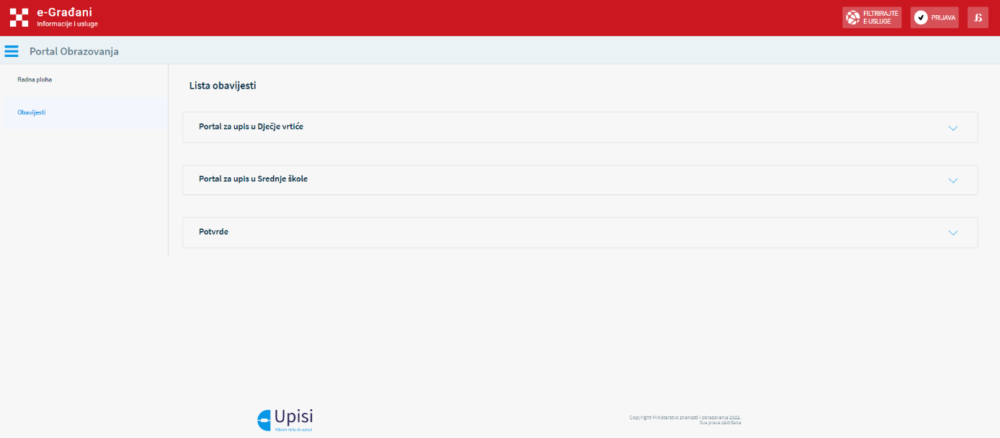 e-Građani
Informacije i usluge
FILTRIRAJTE
E-USLUGE
PRIJAVA
Portal Obrazovanja
Radna ploha
Obavijesti
Lista obavijesti
Portal za upis u Dječje vrtiće
Portal za upis u Srednje škole
Potvrde
Upisi
Klikom miša do upisa!
Copyright Ministarstvo znanosti i obrazovanja 2022.
Sva prava zadržana